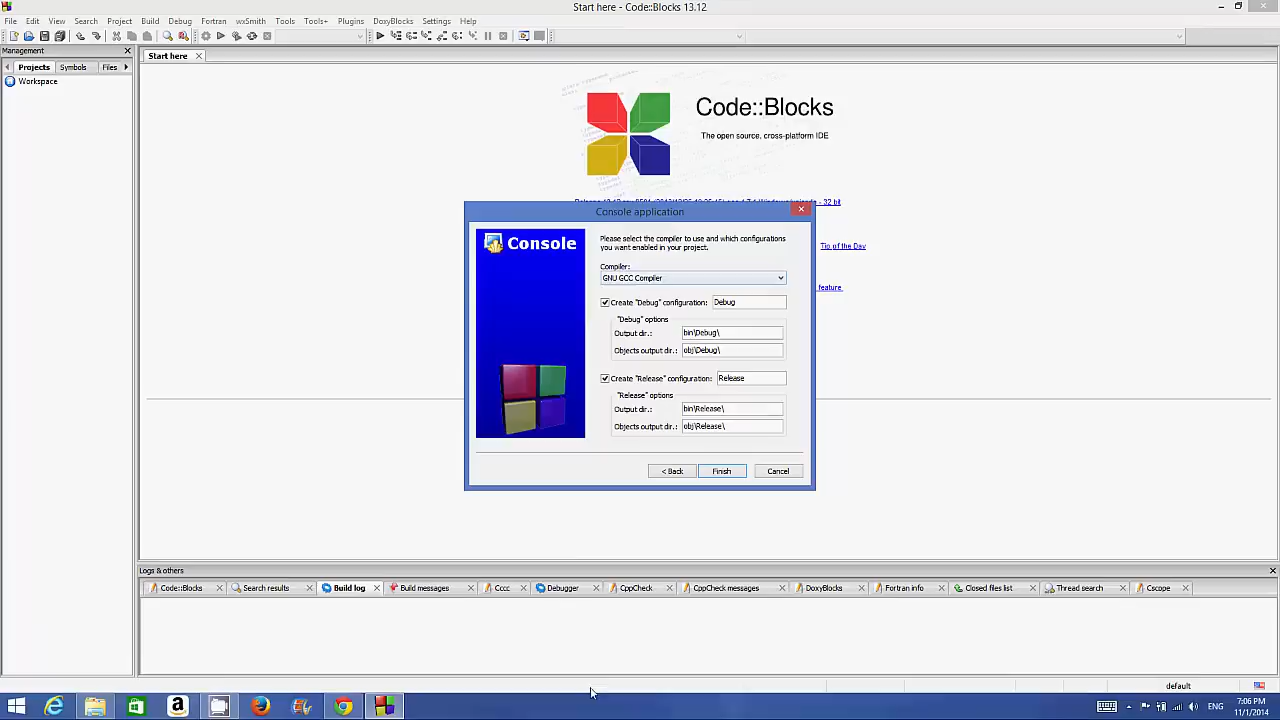 Start here - Code::Blocks 13.12
File Edit View Search Project Build Debug Fortran wxSmith Tools Tools+ Plugins DoxyBlocks Settings Help
Management
Start here
Projects Symbols Files
Workspace
Code::Blocks
The open source, cross-platform IDE
- 32 bit
Tip of the Day
feature
Console application
Console
Please select the compiler to use and which configurations
you want enabled in your project.
Compiler:
GNU GCC Compiler
Create "Debug" configuration: Debug
"Debug" options
Output dir.: bin\Debug\
Objects output dir.: obj\Debug\
Create "Release" configuration: Release
"Release" options
Output dir.: bin\Release\
Objects output dir.: obj\Release\
< Back Finish Cancel
Logs & others
Code::Blocks Search results Build log Build messages Cccc Debugger CppCheck CppCheck messages DoxyBlocks Fortran info Closed files list Thread search Cscope
default
ENG
7:06 PM
11/1/2014